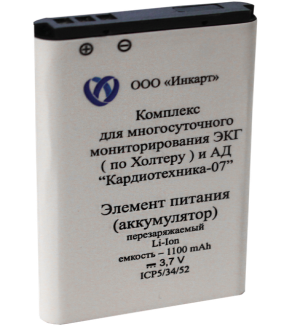 ООО «Инкарт»
Комплекс
для многосуточного
мониторирования ЭКГ
( по Холтеру ) и АД
“Кардиотехника-07”
Элемент питания
(аккумулятор)
перезаряжаемый
Li-Ion
емкость – 1100 mAh
⎓ 3,7 V
ICP5/34/52